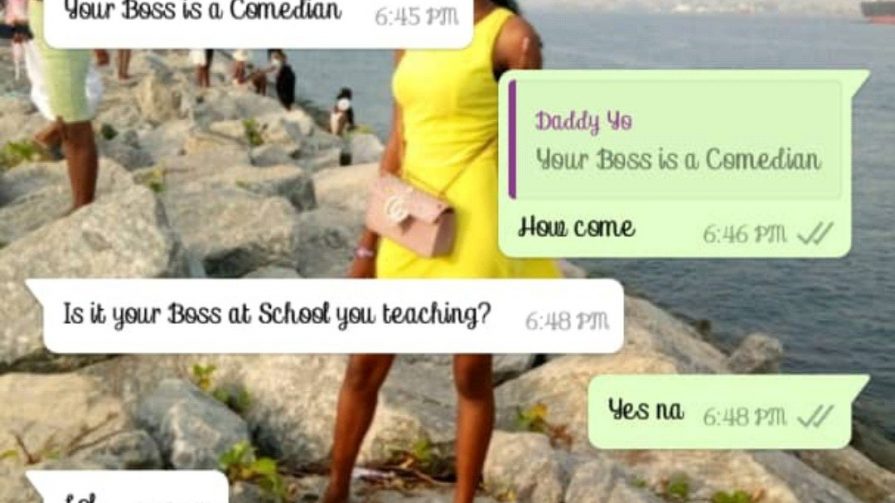 Your Boss is a Comedian 6:45 PM
Daddy Yo
Your Boss is a Comedian
How come 6:46 PM
Is it your Boss at School you teaching? 6:48 PM
Yes na 6:48 PM